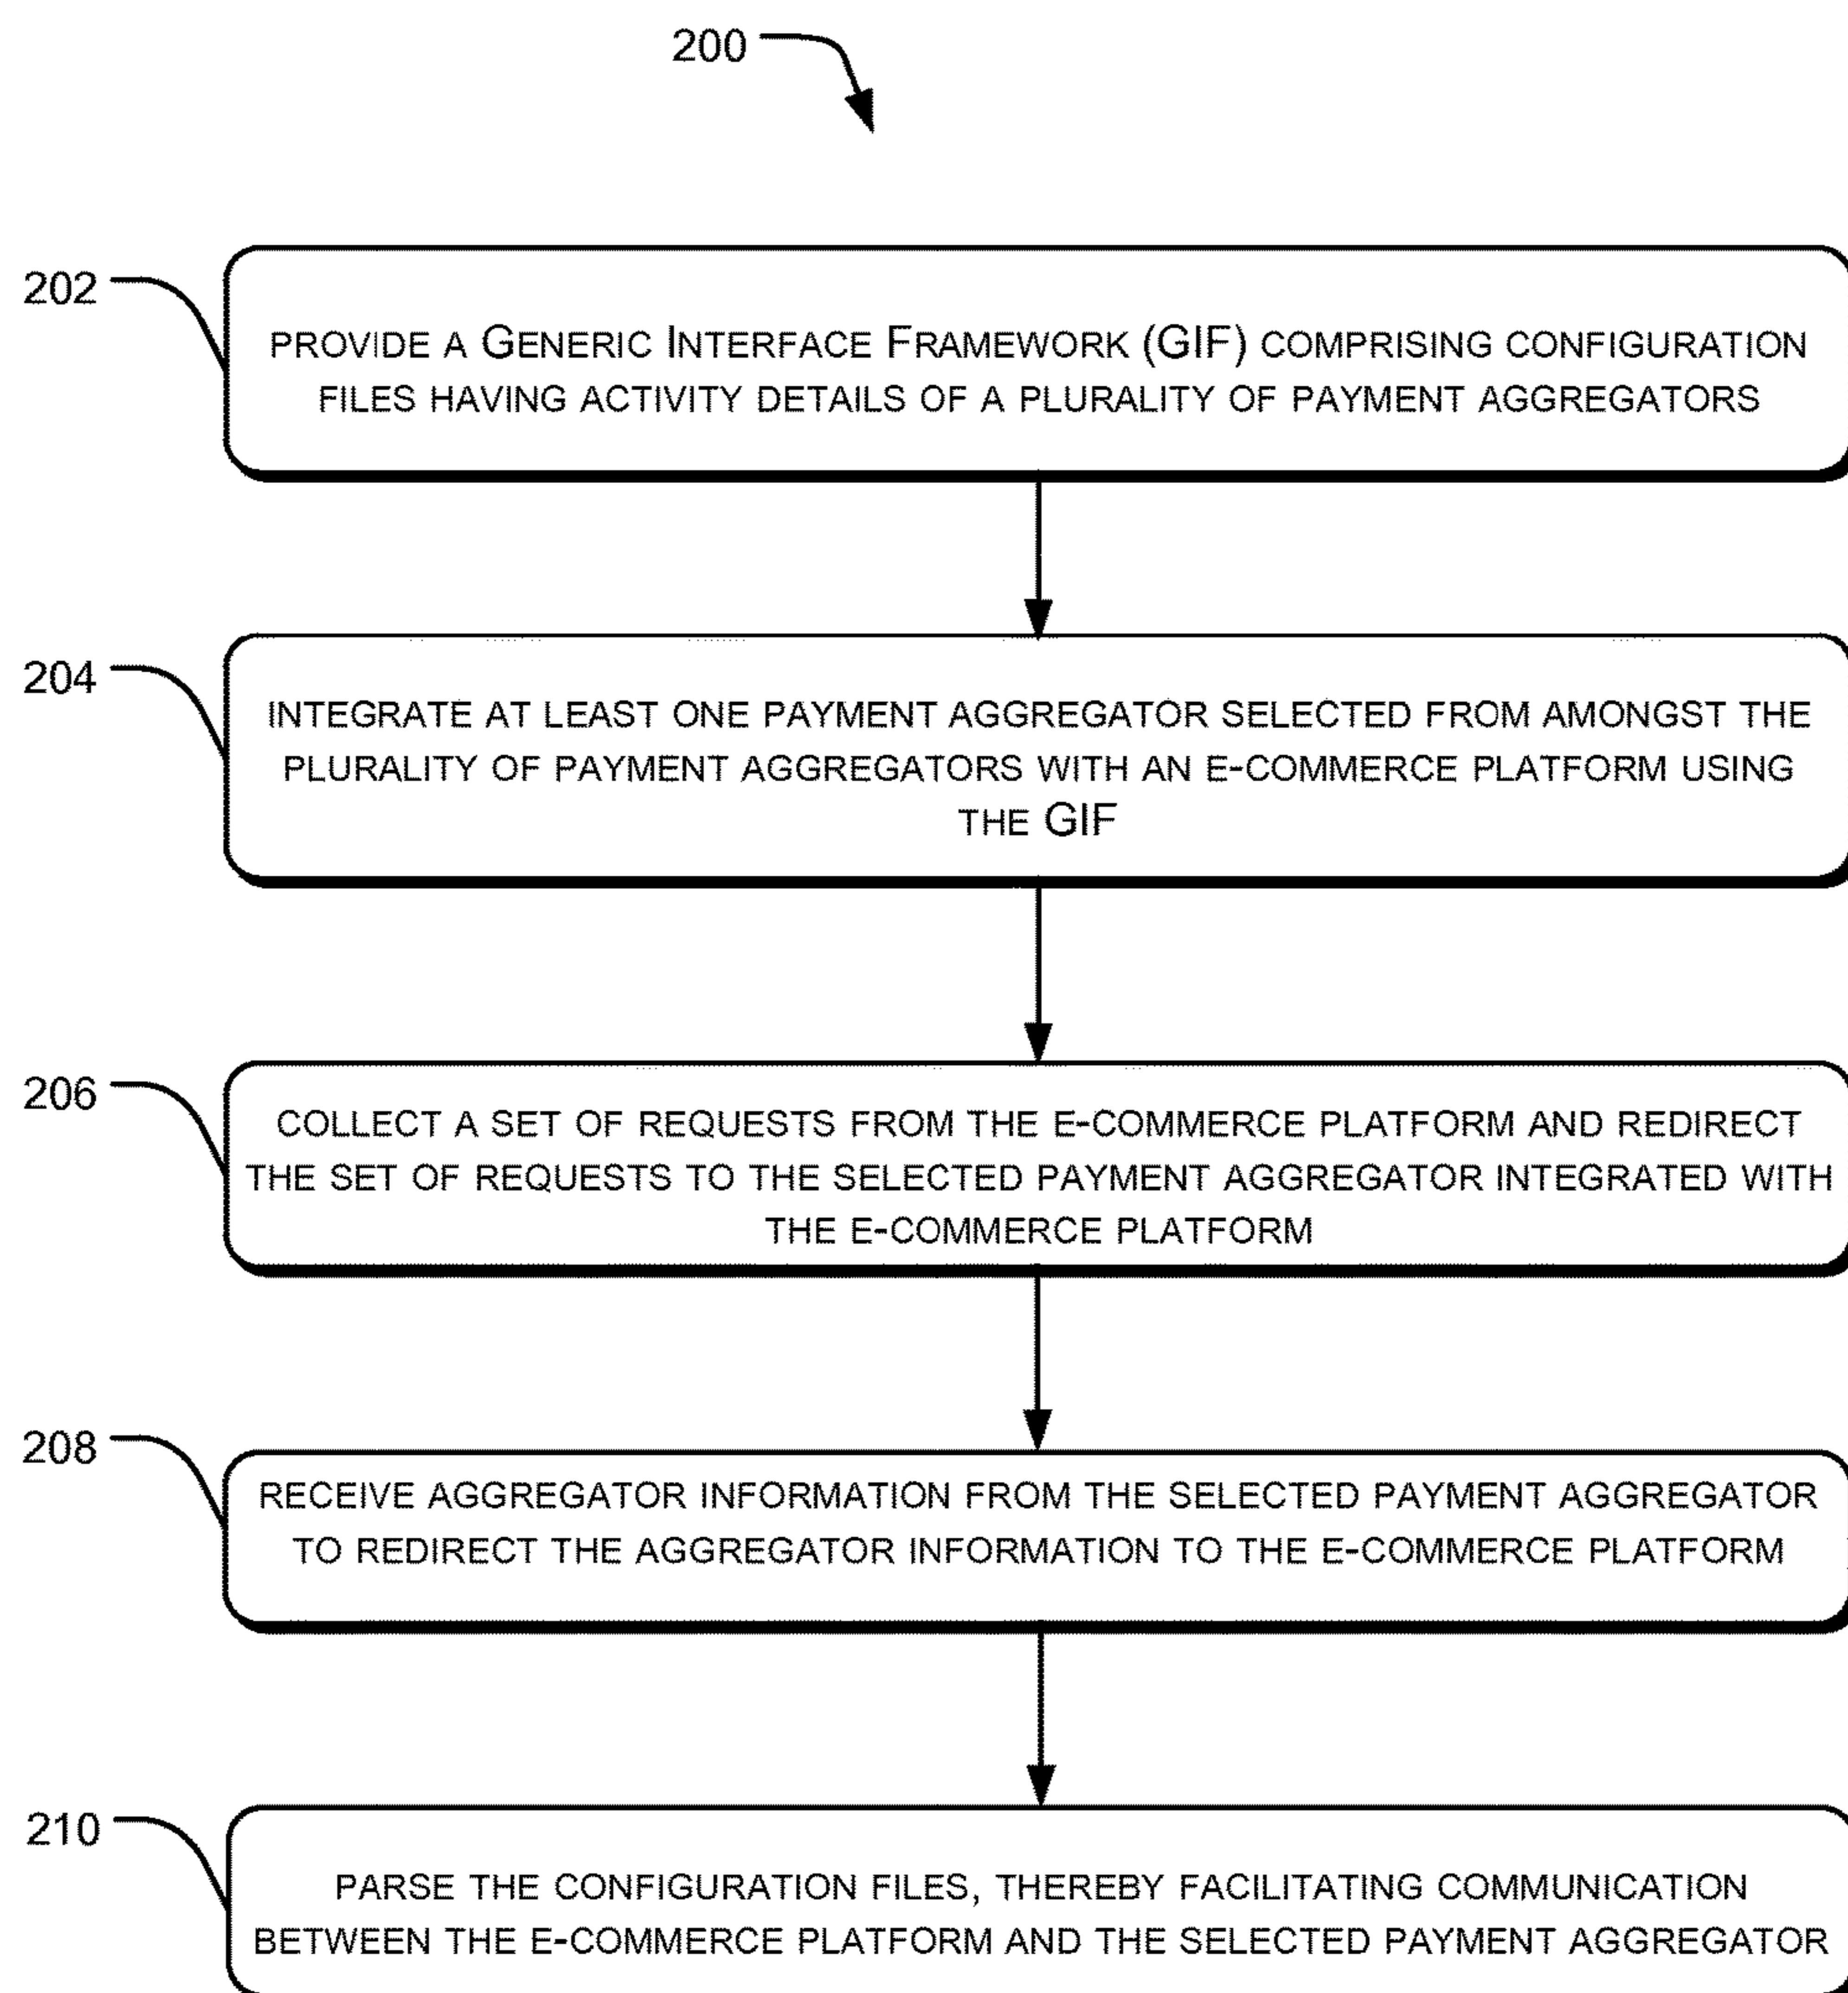 200
202
PROVIDE A GENERIC INTERFACE FRAMEWORK (GIF) COMPRISING CONFIGURATION
FILES HAVING ACTIVITY DETAILS OF A PLURALITY OF PAYMENT AGGREGATORS
204
INTEGRATE AT LEAST ONE PAYMENT AGGREGATOR SELECTED FROM AMONGST THE
PLURALITY OF PAYMENT AGGREGATORS WITH AN E-COMMERCE PLATFORM USING
THE GIF
206
COLLECT A SET OF REQUESTS FROM THE E-COMMERCE PLATFORM AND REDIRECT
THE SET OF REQUESTS TO THE SELECTED PAYMENT AGGREGATOR INTEGRATED WITH
THE E-COMMERCE PLATFORM
208
RECEIVE AGGREGATOR INFORMATION FROM THE SELECTED PAYMENT AGGREGATOR
TO REDIRECT THE AGGREGATOR INFORMATION TO THE E-COMMERCE PLATFORM
210
PARSE THE CONFIGURATION FILES, THEREBY FACILITATING COMMUNICATION
BETWEEN THE E-COMMERCE PLATFORM AND THE SELECTED PAYMENT AGGREGATOR